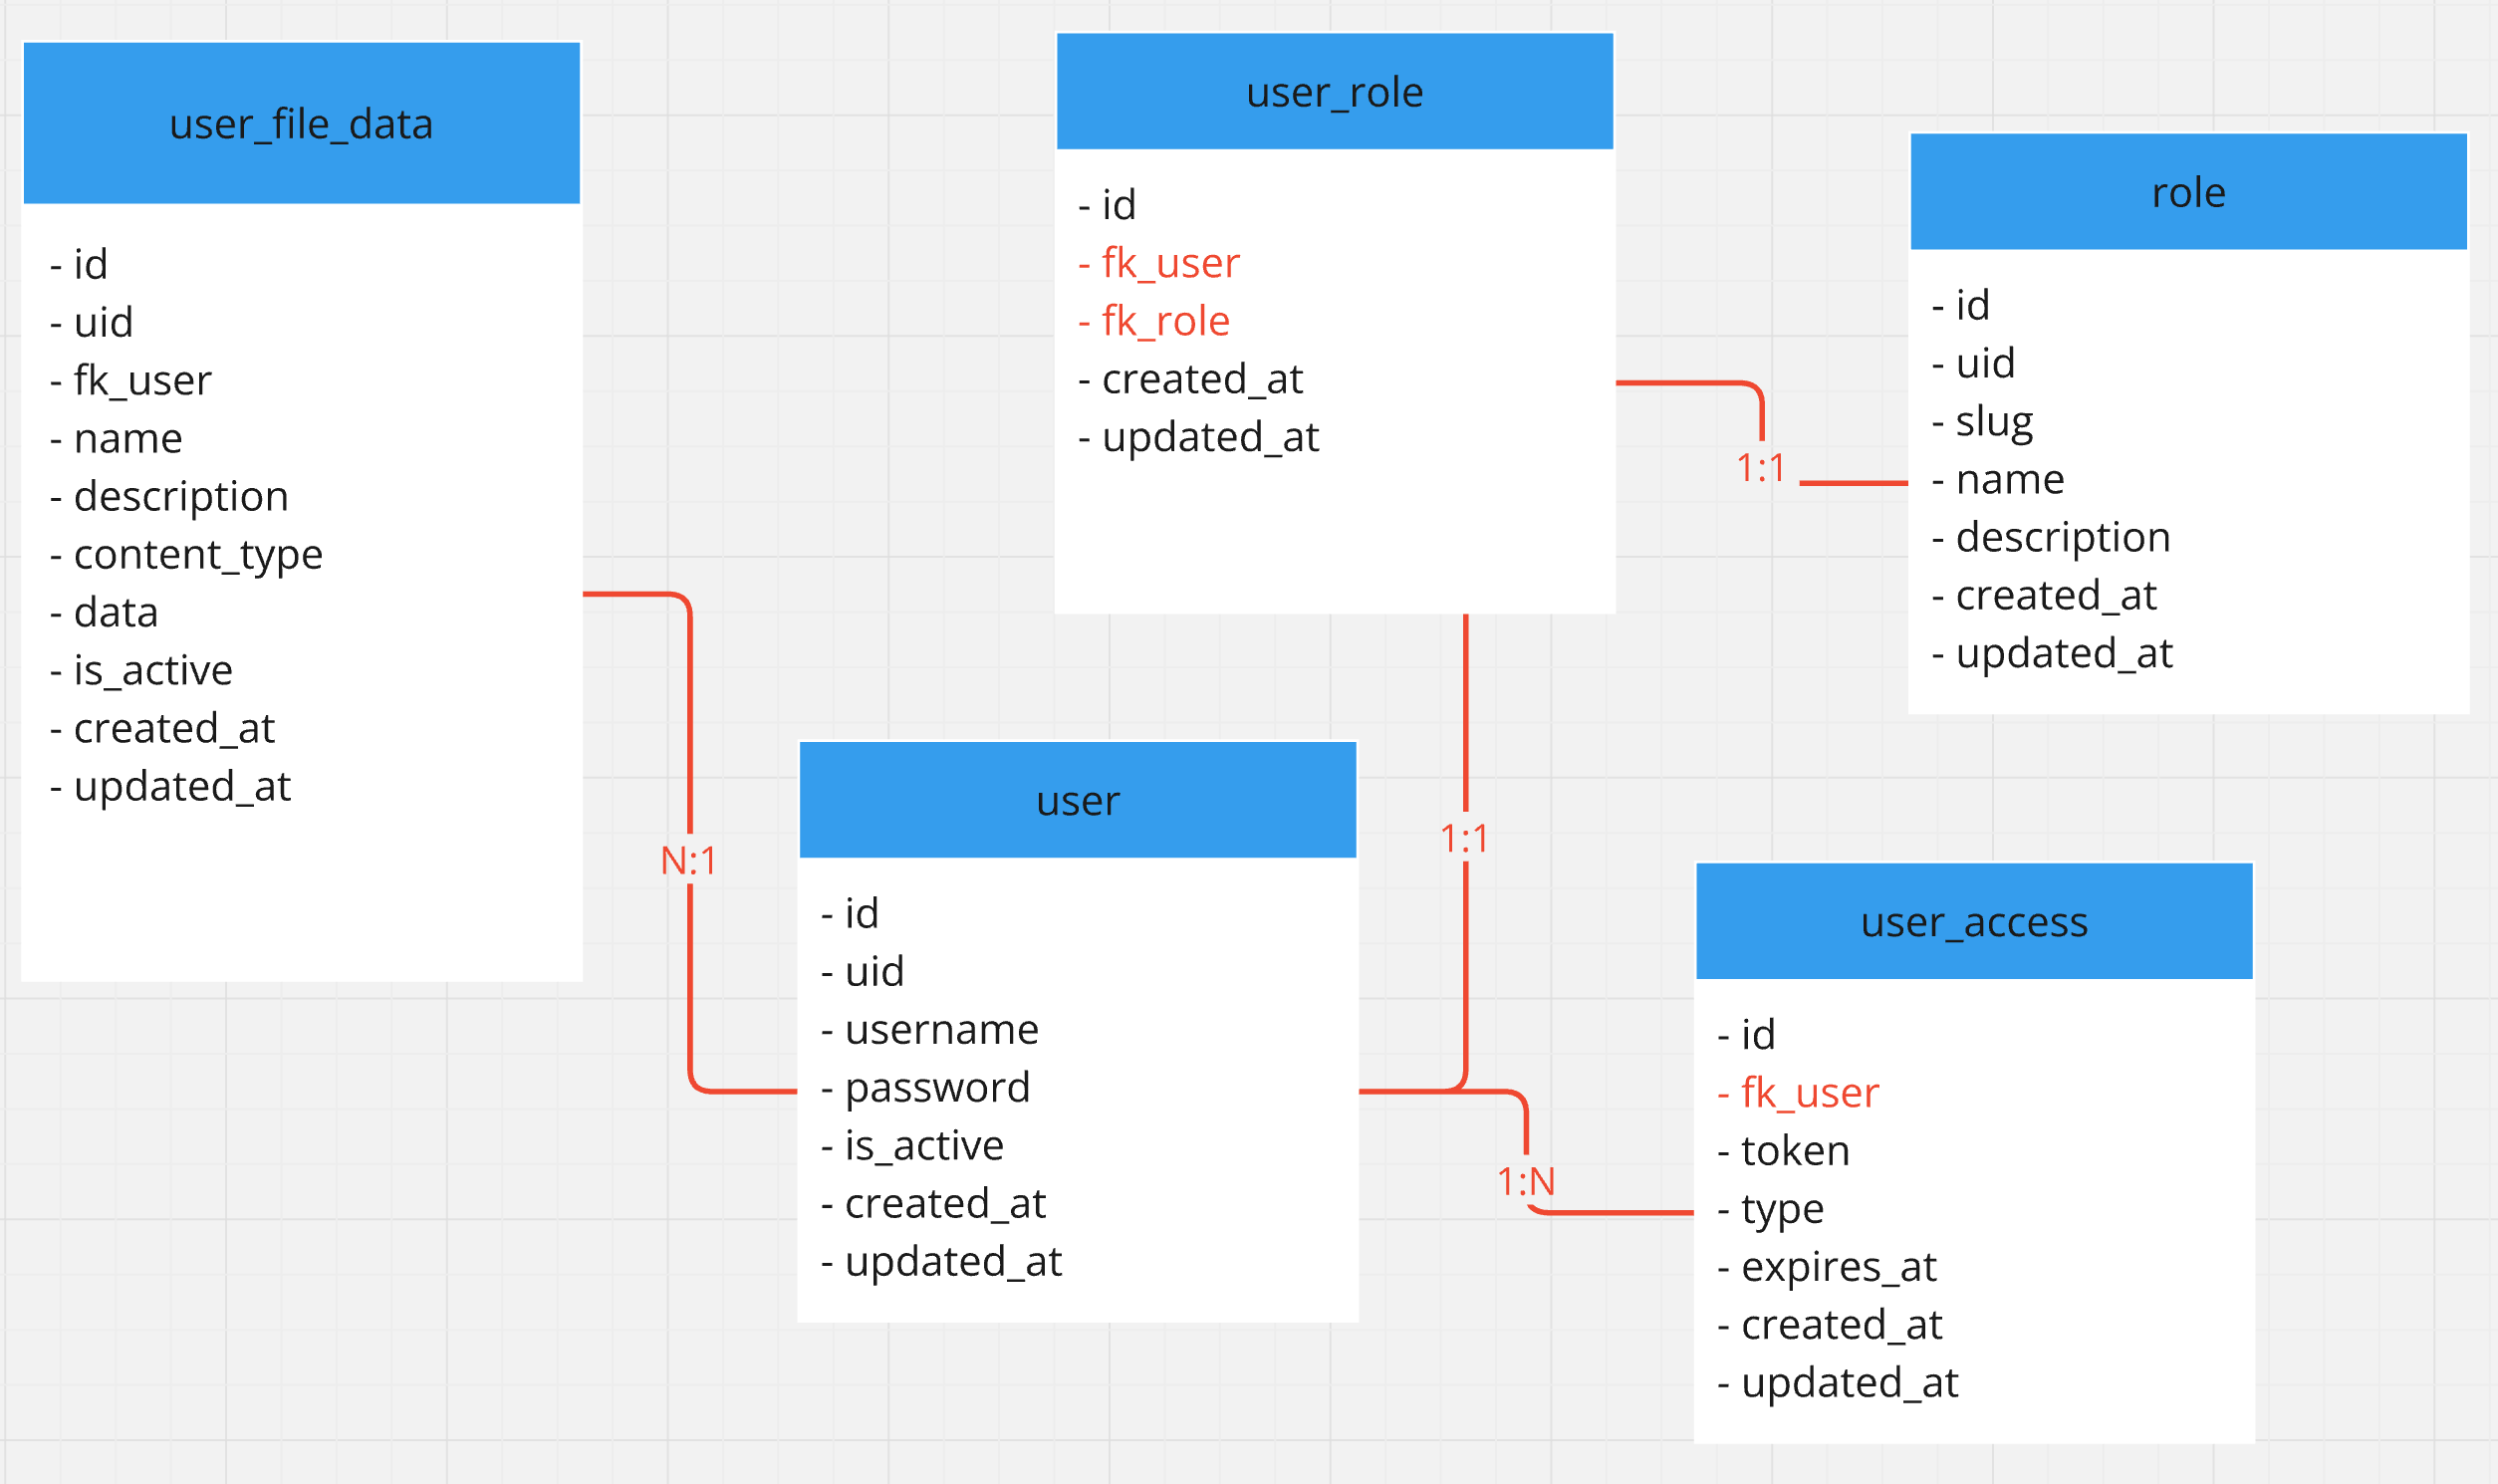 user_file_data
- id
- uid
- fk_user
- name
- description
- content_type
- data
- is_active
- created_at
- updated_at
user_role
- id
- fk_user
- fk_role
- created_at
- updated_at
role
- id
- uid
- slug
- name
- description
- created_at
- updated_at
1:1
N:1
1:1
user
- id
- uid
- username
- password
- is_active
- created_at
- updated_at
1:N
user_access
- id
- fk_user
- token
- type
- expires_at
- created_at
- updated_at